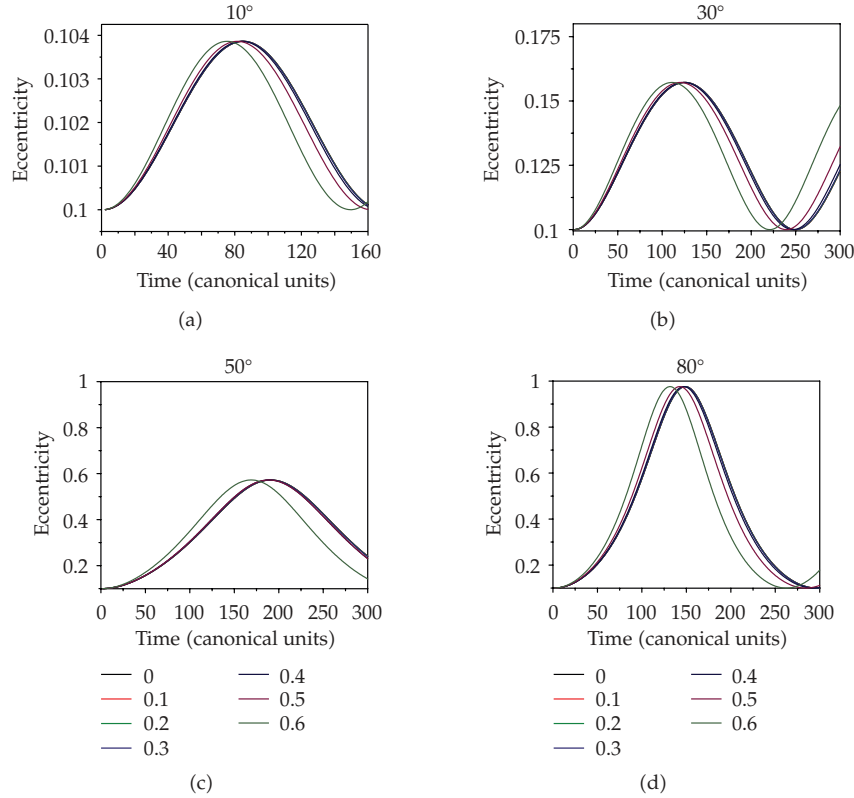 10°
0.104
0.103
0.102
0.101
0.1
Eccentricity
0 40 80 120 160
Time (canonical units)
(a)
30°
0.175
0.15
0.125
0.1
Eccentricity
0 50 100 150 200 250 300
Time (canonical units)
(b)
50°
1
0.8
0.6
0.4
0.2
Eccentricity
0 50 100 150 200 250 300
Time (canonical units)
0 0.4
0.1 0.5
0.2 0.6
0.3
(c)
80°
1
0.8
0.6
0.4
0.2
Eccentricity
0 50 100 150 200 250 300
Time (canonical units)
0 0.4
0.1 0.5
0.2 0.6
0.3
(d)